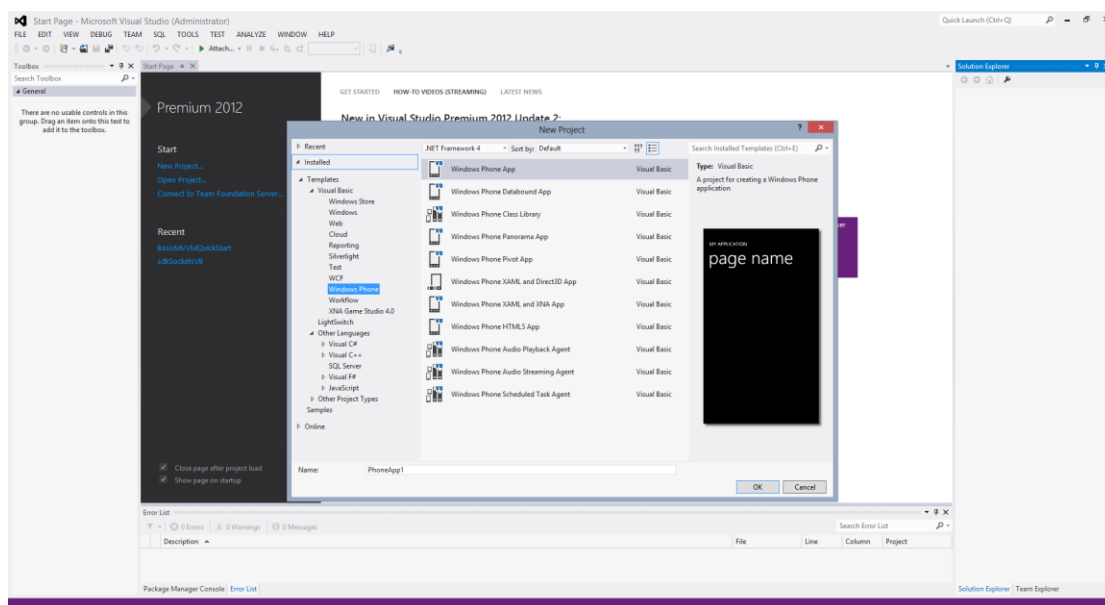 Start Page - Microsoft Visual Studio (Administrator)
Quick Launch (Ctrl+Q)
FILE EDIT VIEW DEBUG TEAM SQL TOOLS TEST ANALYZE WINDOW HELP
Attach...
Toolbox
Search Toolbox
General
There are no usable controls in this
group. Drag an item onto this text to
add it to the toolbox.
Start Page
Premium 2012
Start
New Project...
Open Project...
Connect to Team Foundation Server...
Recent
BasicMVVMQuickStart
sdkSocketsVB
Close page after project load
Show page on startup
GET STARTED HOW-TO VIDEOS (STREAMING) LATEST NEWS
New in Visual Studio Premium 2012 Update 2:
New Project
Recent
Installed
Templates
Visual Basic
Windows Store
Windows
Web
Cloud
Reporting
Silverlight
Test
WCF
Windows Phone
Workflow
XNA Game Studio 4.0
LightSwitch
Other Languages
Visual C#
Visual C++
SQL Server
Visual F#
JavaScript
Other Project Types
Samples
Online
.NET Framework 4 Sort by: Default
Windows Phone App Visual Basic
Windows Phone Databound App Visual Basic
Windows Phone Class Library Visual Basic
Windows Phone Panorama App Visual Basic
Windows Phone Pivot App Visual Basic
Windows Phone XAML and Direct3D App Visual Basic
Windows Phone XAML and XNA App Visual Basic
Windows Phone HTML5 App Visual Basic
Windows Phone Audio Playback Agent Visual Basic
Windows Phone Audio Streaming Agent Visual Basic
Windows Phone Scheduled Task Agent Visual Basic
Search Installed Templates (Ctrl+E)
Type: Visual Basic
A project for creating a Windows Phone
application
MY APPLICATION
page name
Name: PhoneApp1
OK Cancel
Solution Explorer
Error List
0 Errors 0 Warnings 0 Messages
Search Error List
Description File Line Column Project
Package Manager Console Error List
Solution Explorer Team Explorer